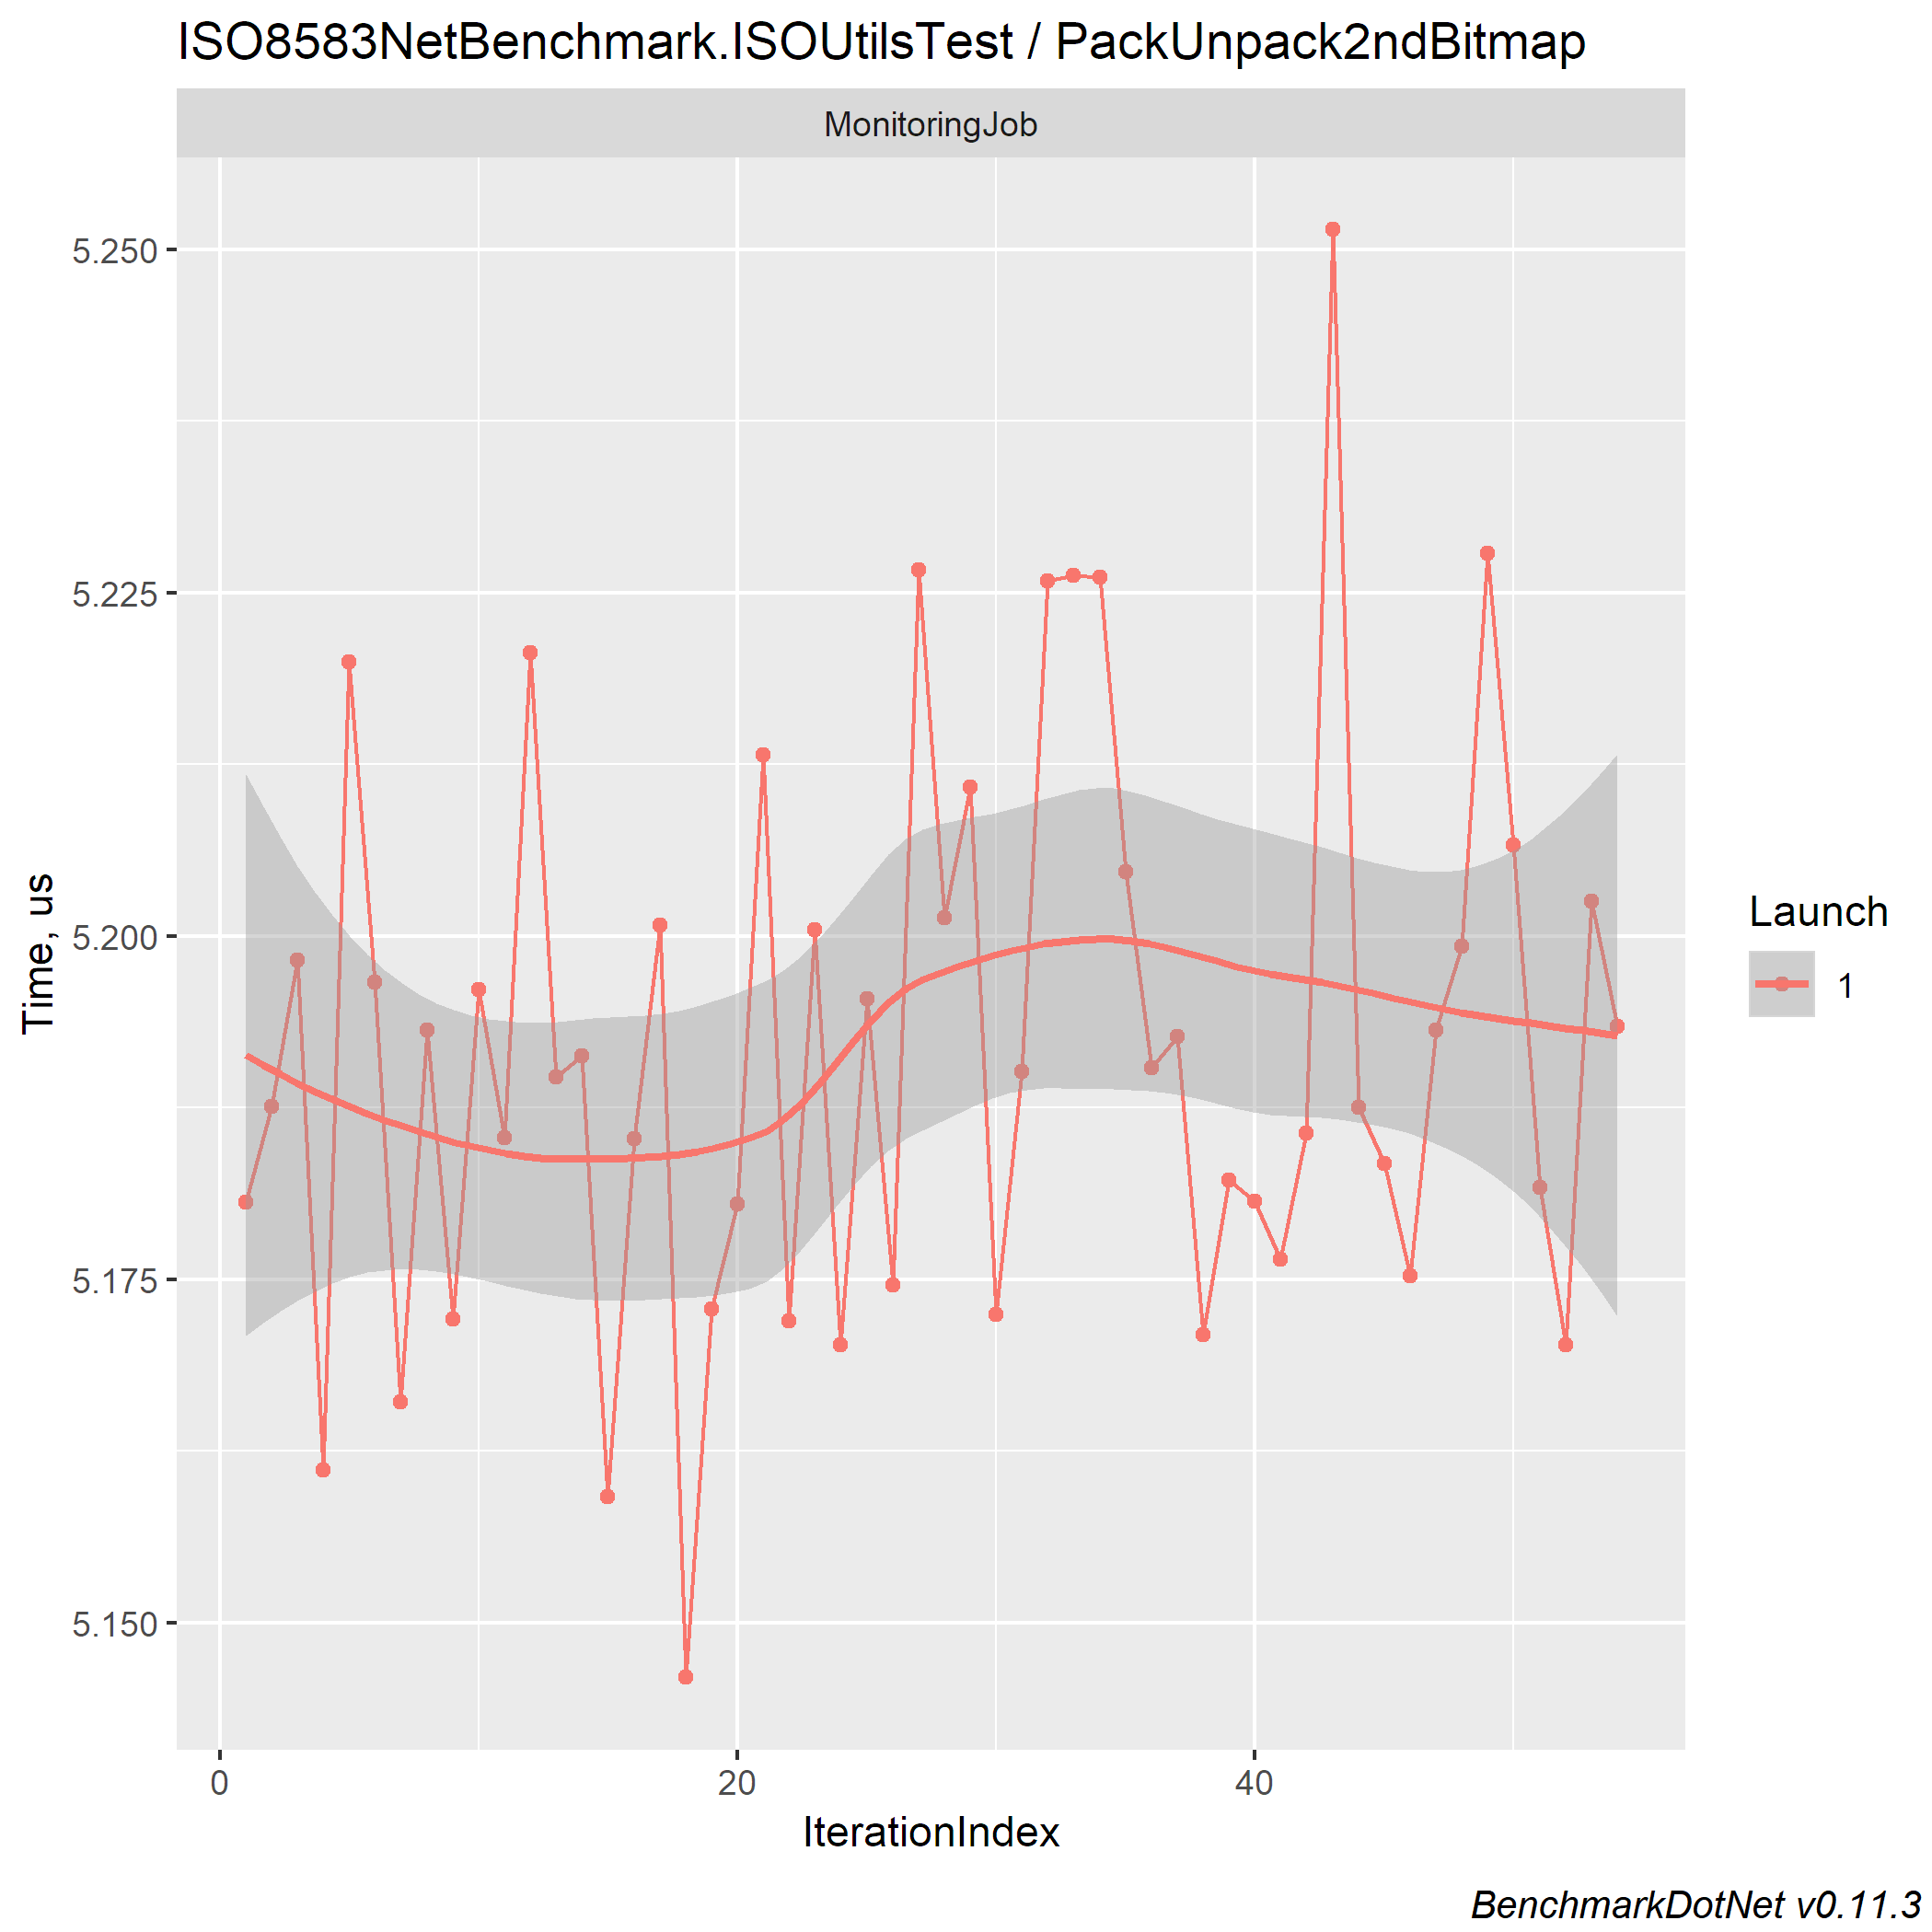 ISO8583NetBenchmark.ISOUtilsTest / PackUnpack2ndBitmap
MonitoringJob
5.250
5.225
5.200
5.175
5.150
Time, us
0 20 40
IterationIndex
Launch
1
BenchmarkDotNet v0.11.3